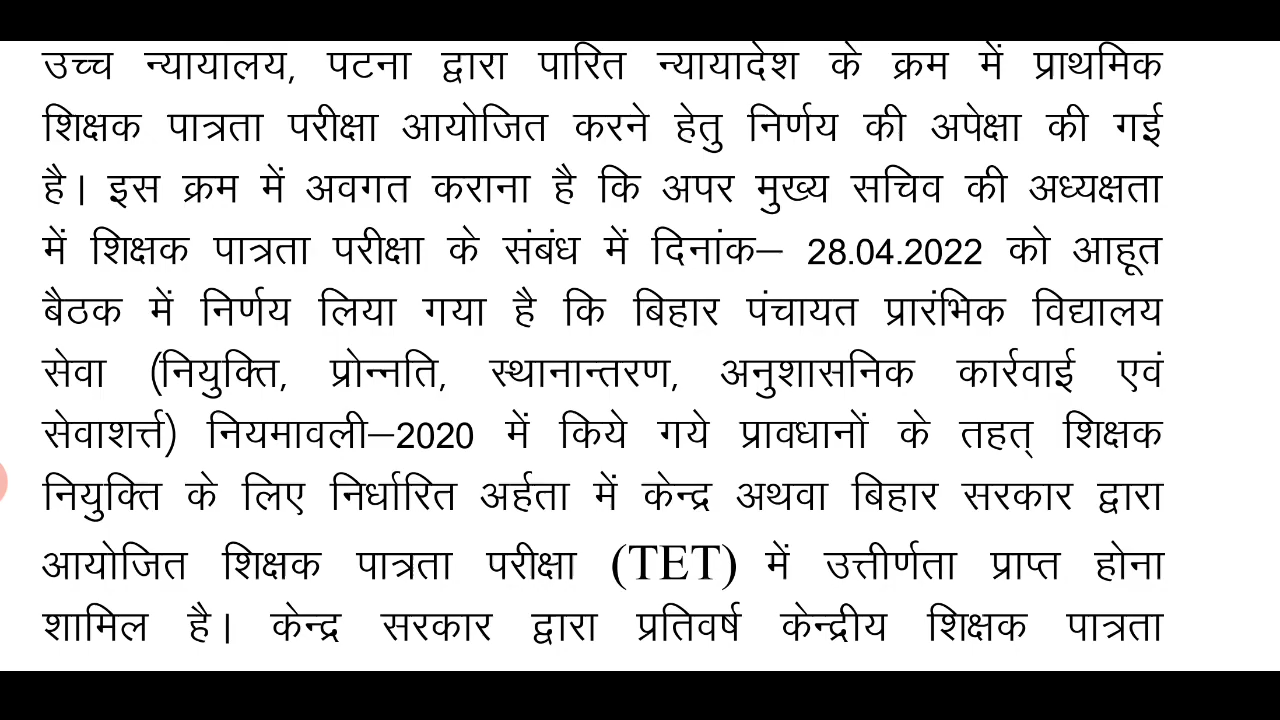 उच्च न्यायालय, पटना द्वारा पारित न्यायादेश के क्रम में प्राथमिक
शिक्षक पात्रता परीक्षा आयोजित करने हेतु निर्णय की अपेक्षा की गई
है। इस क्रम में अवगत कराना है कि अपर मुख्य सचिव की अध्यक्षता
में शिक्षक पात्रता परीक्षा के संबंध में दिनांक– 28.04.2022 को आहूत
बैठक में निर्णय लिया गया है कि बिहार पंचायत प्रारंभिक विद्यालय
सेवा (नियुक्ति, प्रोन्नति, स्थानान्तरण, अनुशासनिक कार्रवाई एवं
सेवाशर्त्त) नियमावली–2020 में किये गये प्रावधानों के तहत् शिक्षक
नियुक्ति के लिए निर्धारित अर्हता में केन्द्र अथवा बिहार सरकार द्वारा
आयोजित शिक्षक पात्रता परीक्षा (TET) में उत्तीर्णता प्राप्त होना
शामिल है। केन्द्र सरकार द्वारा प्रतिवर्ष केन्द्रीय शिक्षक पात्रता